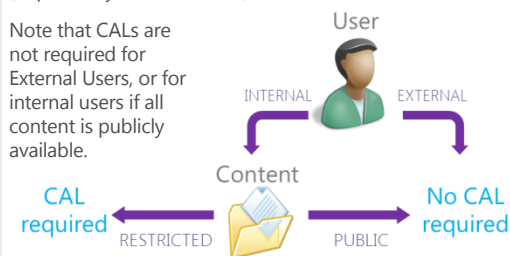 Note that CALs are
not required for
External Users, or for
internal users if all
content is publicly
available.
User
INTERNAL
EXTERNAL
Content
CAL
required
RESTRICTED
PUBLIC
No CAL
required